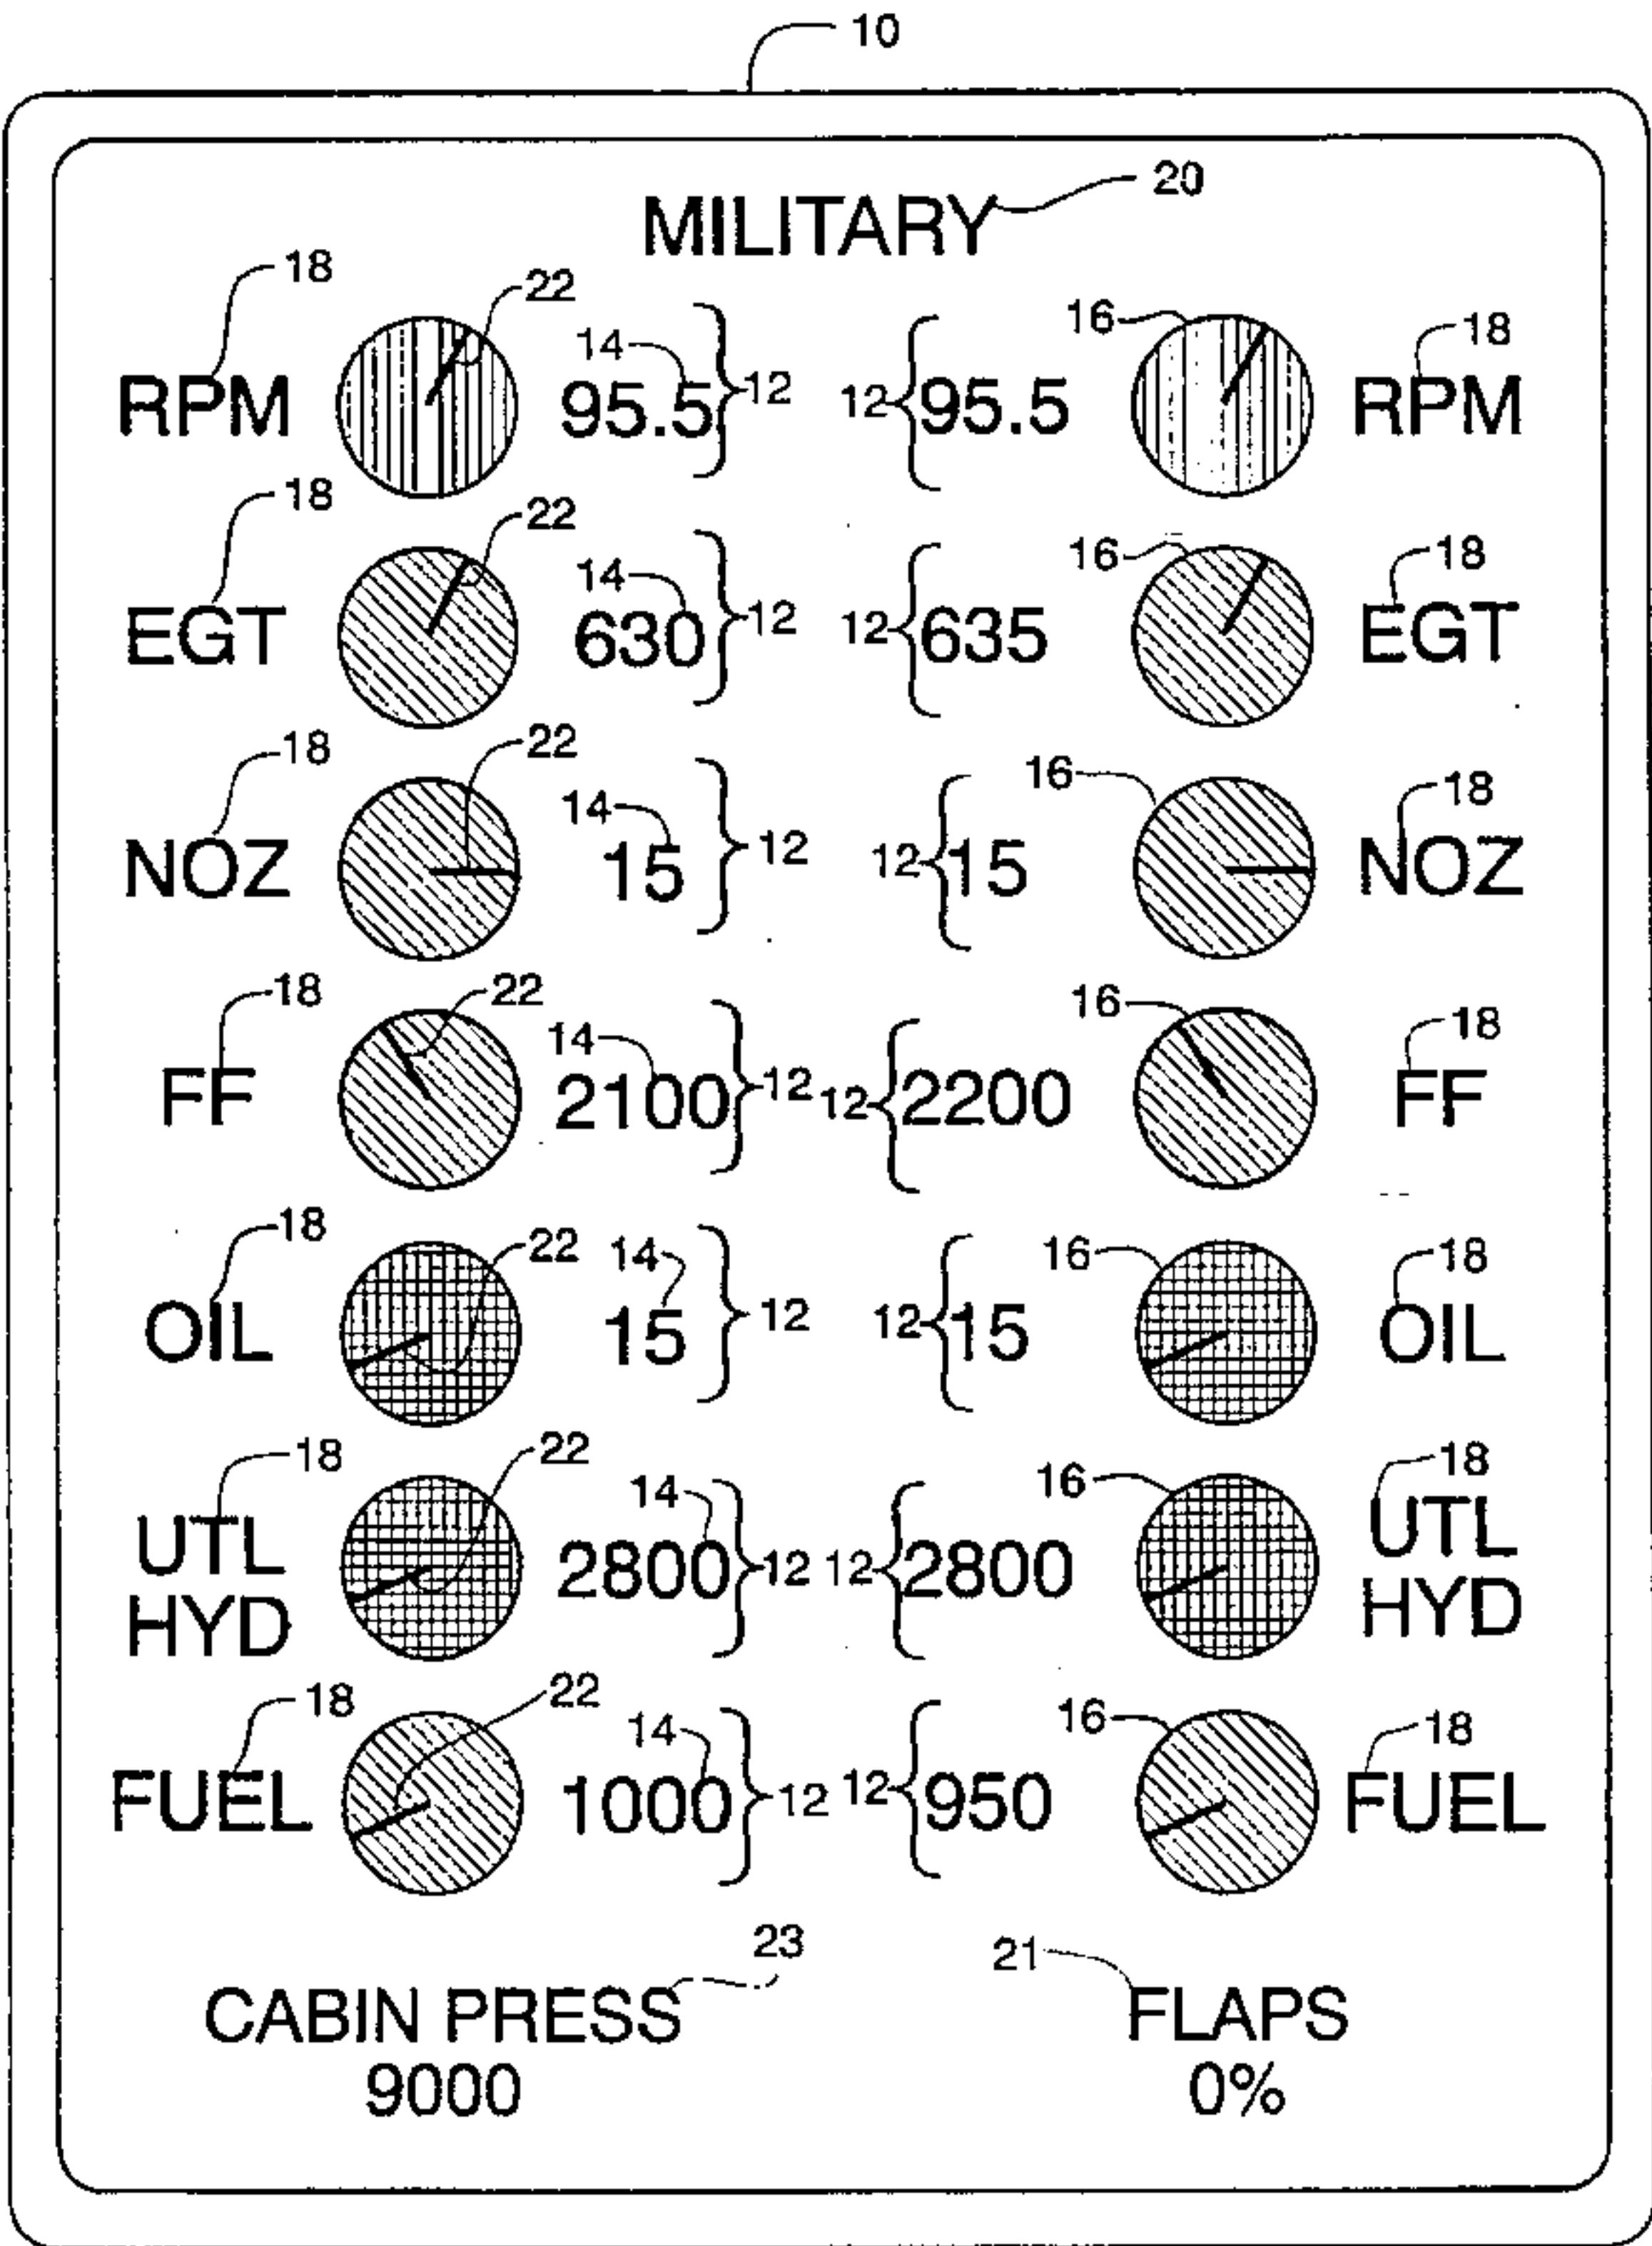 10
MILITARY 20
18 22 14 12 12 16 18
RPM 95.5 95.5 RPM
18 22 14 12 12 16 18
EGT 630 635 EGT
18 22 14 12 12 16 18
NOZ 15 15 NOZ
18 22 14 12 12 16 18
FF 2100 2200 FF
18 22 14 12 12 16 18
OIL 15 15 OIL
18 22 14 12 12 16 18
UTL HYD 2800 2800 UTL HYD
18 22 14 12 12 16 18
FUEL 1000 950 FUEL
23 21
CABIN PRESS FLAPS
9000 0%